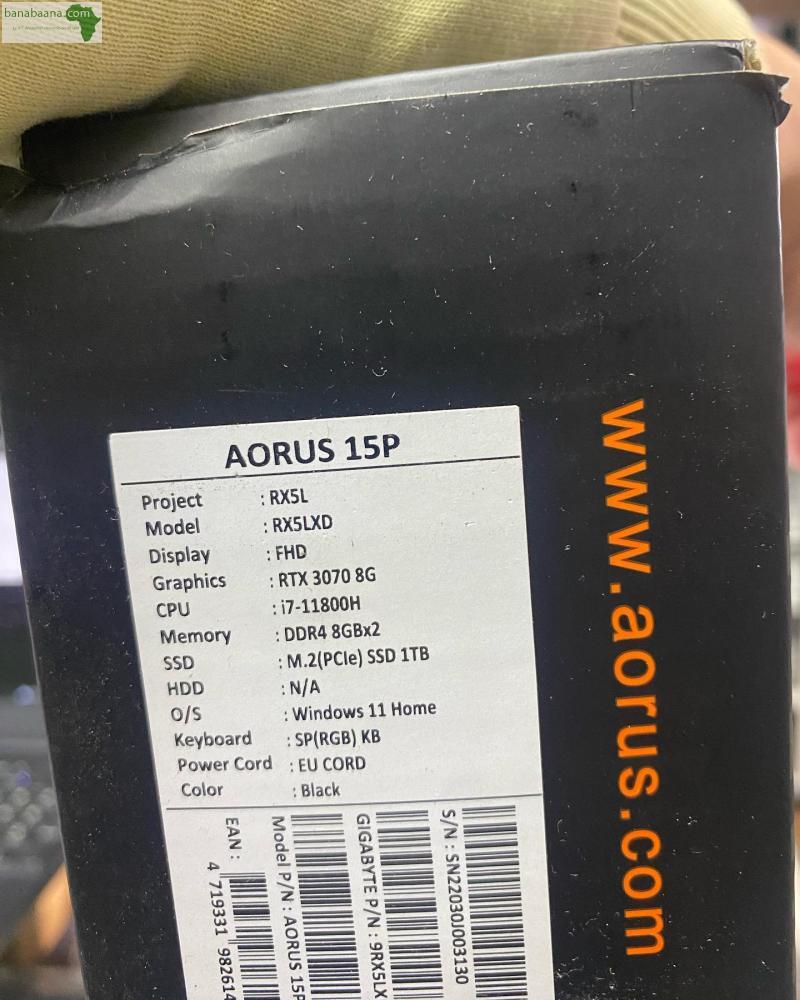 banabaana.com
AORUS 15P
Project : RX5L
Model : RX5LXD
Display : FHD
Graphics : RTX 3070 8G
CPU : i7-11800H
Memory : DDR4 8GBx2
SSD : M.2(PCIe) SSD 1TB
HDD : N/A
O/S : Windows 11 Home
Keyboard : SP(RGB) KB
Power Cord : EU CORD
Color : Black
EAN :
4 719331 982614
Model P/N : AORUS 15P
GIGABYTE P/N : 9RX5LX
S/N : SN22030J003130
www.aorus.com